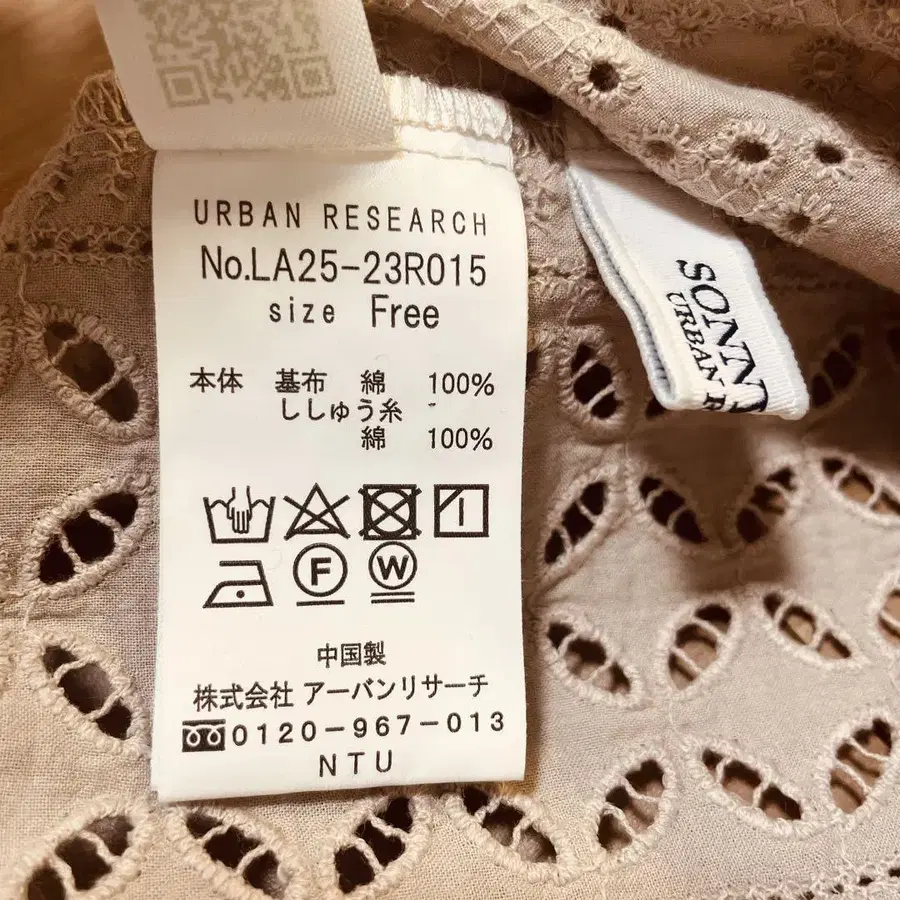 URBAN RESEARCH
No.LA25-23R015
size Free
本体 基布 綿 100%
ししゅう糸
綿 100%
F W
中国製
株式会社 アーバンリサーチ
0120-967-013
NTU
SONN
URBAN R